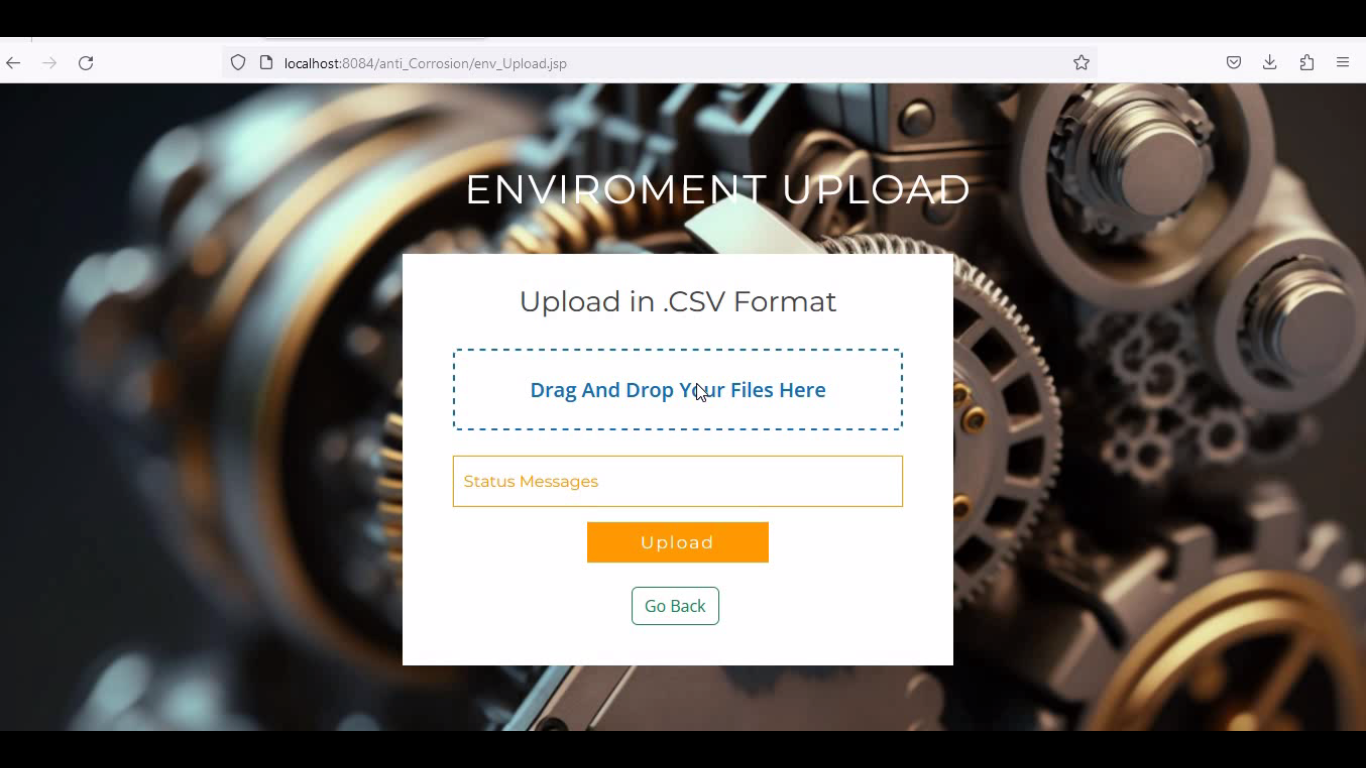 localhost:8084/anti_Corrosion/env_Upload.jsp
ENVIROMENT UPLOAD
Upload in .CSV Format
Drag And Drop Your Files Here
Status Messages
Upload
Go Back